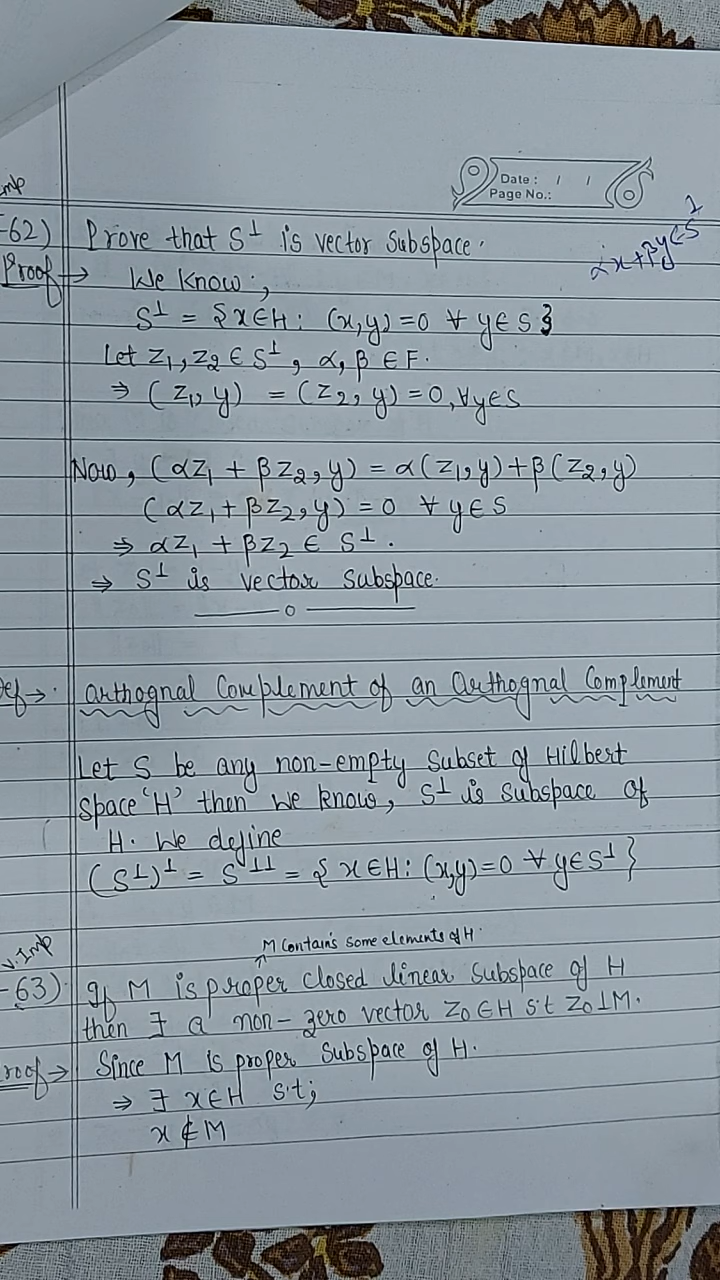 Imp
Date : / /
Page No.:
-62) Prove that S⊥ is vector Subspace.
αx+βy∈S⊥
Proof→ We Know;,
S⊥ = {x∈H: (x,y)=0 ∀ y∈S}
Let z₁,z₂ ∈ S⊥, α,β ∈F.
⇒ (z₁,y) = (z₂,y)=0,∀y∈S
Now, (αz₁ + βz₂,y) = α(z₁,y)+β(z₂,y)
(αz₁+βz₂,y) = 0 ∀ y∈S
⇒ αz₁ + βz₂ ∈ S⊥.
⇒ S⊥ is vector Subspace.
—o—
Def→. Orthognal Complement of an Orthognal Complement
Let S be any non-empty Subset of Hilbert
space 'H' then we know, S⊥ is subspace of
H. We define
(S⊥)⊥ = S⊥⊥ = {x∈H: (x,y)=0 ∀ y∈S⊥}
M Contains some elements of H.
V.Imp
-63) If M is proper closed linear Subspace of H
then ∃ a non-zero vector z₀∈H s.t z₀⊥M.
roof→ Since M is proper Subspace of H.
⇒ ∃ x∈H s.t;
x∉M